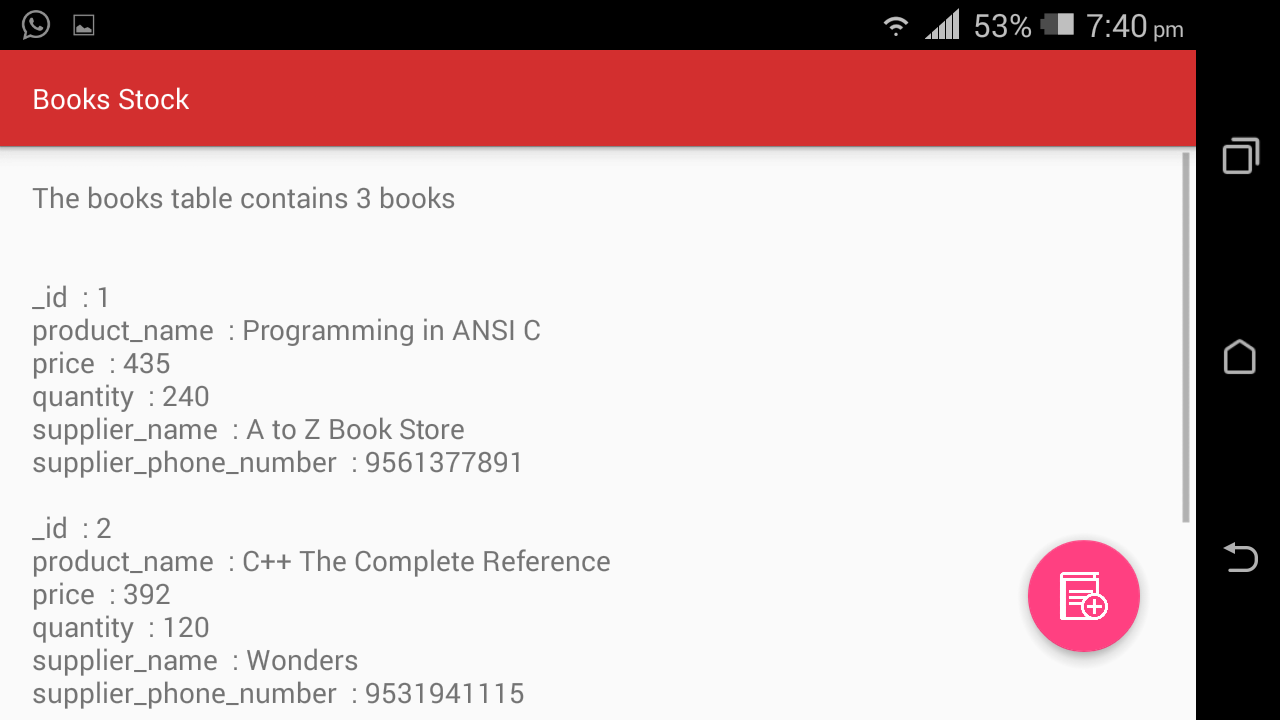 53% 7:40 pm
Books Stock
The books table contains 3 books
_id : 1
product_name : Programming in ANSI C
price : 435
quantity : 240
supplier_name : A to Z Book Store
supplier_phone_number : 9561377891
_id : 2
product_name : C++ The Complete Reference
price : 392
quantity : 120
supplier_name : Wonders
supplier_phone_number : 9531941115